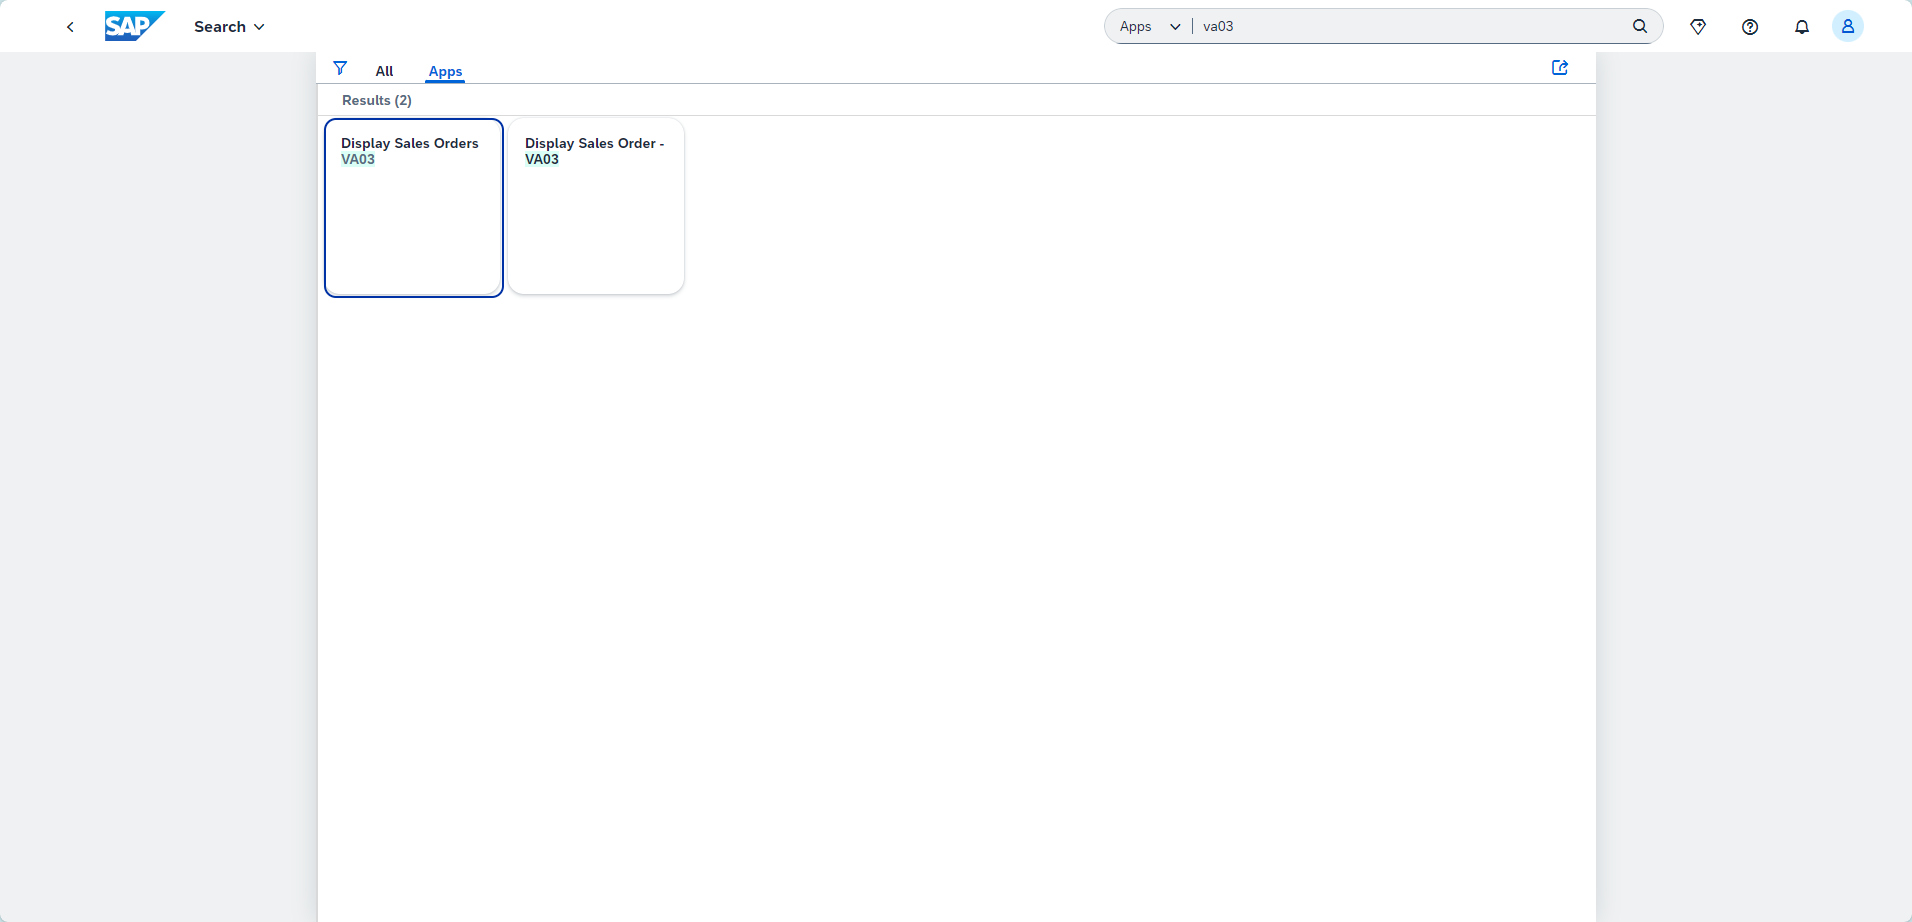 SAP
Search
Apps
va03
All
Apps
Results (2)
Display Sales Orders
VA03
Display Sales Order -
VA03